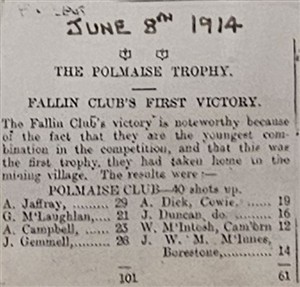 JUNE 8TH 1914
THE POLMAISE TROPHY.
FALLIN CLUB'S FIRST VICTORY.
The Fallin Club's victory is noteworthy because
of the fact that they are the youngest com-
bination in the competition, and that this was
the first trophy, they had taken home to the
mining village. The results were :—
POLMAISE CLUB—40 shots up.
A. Jaffray, ......... 29 A. Dick, Cowie. ...... 19
G. M'Laughlan,.... 21 J. Duncan, do. ...... 16
A. Campbell, ...... 23 W. M'Intosh, Cam'brn 12
J. Gemmell,......... 28 J. W. M. M'Innes,
Borestone,......... 14
101 61